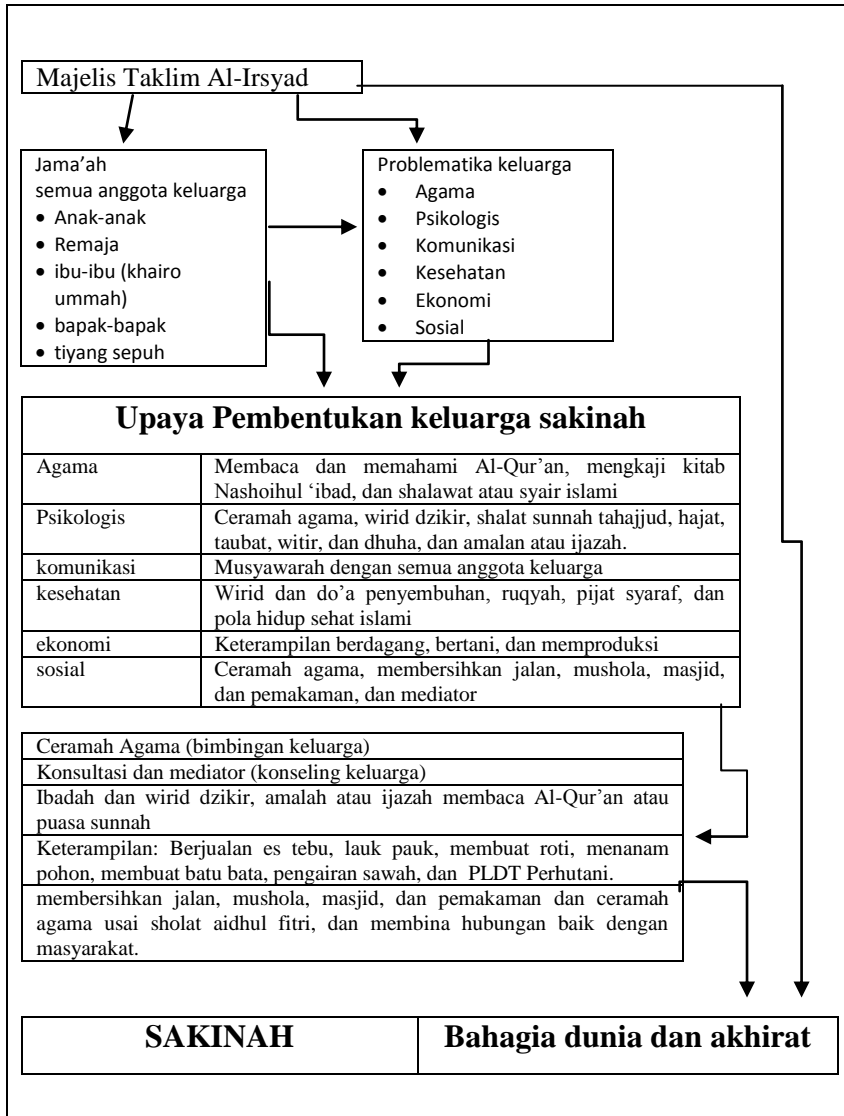 Majelis Taklim Al-Irsyad
Jama'ah
semua anggota keluarga
• Anak-anak
• Remaja
• ibu-ibu (khairo
ummah)
• bapak-bapak
• tiyang sepuh
Problematika keluarga
• Agama
• Psikologis
• Komunikasi
• Kesehatan
• Ekonomi
• Sosial
Upaya Pembentukan keluarga sakinah
Agama
Membaca dan memahami Al-Qur'an, mengkaji kitab
Nashoihul 'ibad, dan shalawat atau syair islami
Psikologis
Ceramah agama, wirid dzikir, shalat sunnah tahajjud, hajat,
taubat, witir, dan dhuha, dan amalan atau ijazah.
komunikasi
Musyawarah dengan semua anggota keluarga
kesehatan
Wirid dan do'a penyembuhan, ruqyah, pijat syaraf, dan
pola hidup sehat islami
ekonomi
Keterampilan berdagang, bertani, dan memproduksi
sosial
Ceramah agama, membersihkan jalan, mushola, masjid,
dan pemakaman, dan mediator
Ceramah Agama (bimbingan keluarga)
Konsultasi dan mediator (konseling keluarga)
Ibadah dan wirid dzikir, amalah atau ijazah membaca Al-Qur'an atau
puasa sunnah
Keterampilan: Berjualan es tebu, lauk pauk, membuat roti, menanam
pohon, membuat batu bata, pengairan sawah, dan PLDT Perhutani.
membersihkan jalan, mushola, masjid, dan pemakaman dan ceramah
agama usai sholat aidhul fitri, dan membina hubungan baik dengan
masyarakat.
SAKINAH
Bahagia dunia dan akhirat